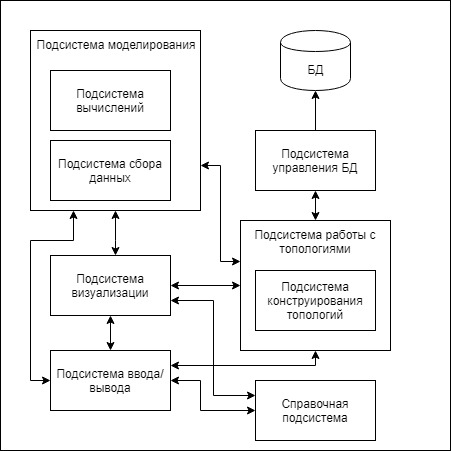 Подсистема моделирования
Подсистема
вычислений
Подсистема сбора
данных
БД
Подсистема
управления БД
Подсистема работы с
топологиями
Подсистема
конструирования
топологий
Подсистема
визуализации
Подсистема ввода/
вывода
Справочная
подсистема